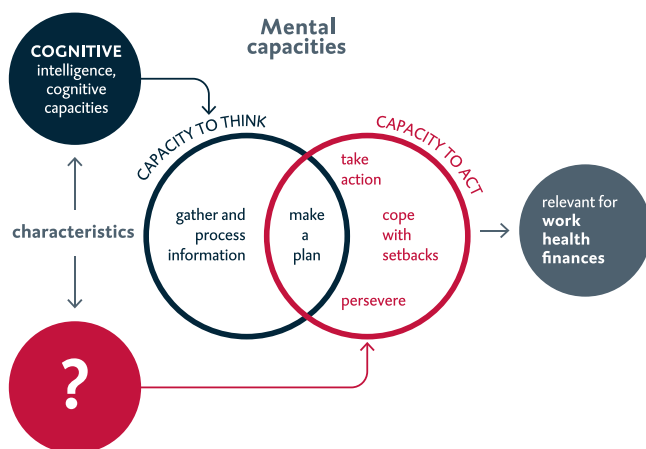 Mental
capacities
COGNITIVE
intelligence,
cognitive
capacities
characteristics
?
CAPACITY TO THINK
gather and
process
information
make
a
plan
CAPACITY TO ACT
take
action
cope
with
setbacks
persevere
relevant for
work
health
finances